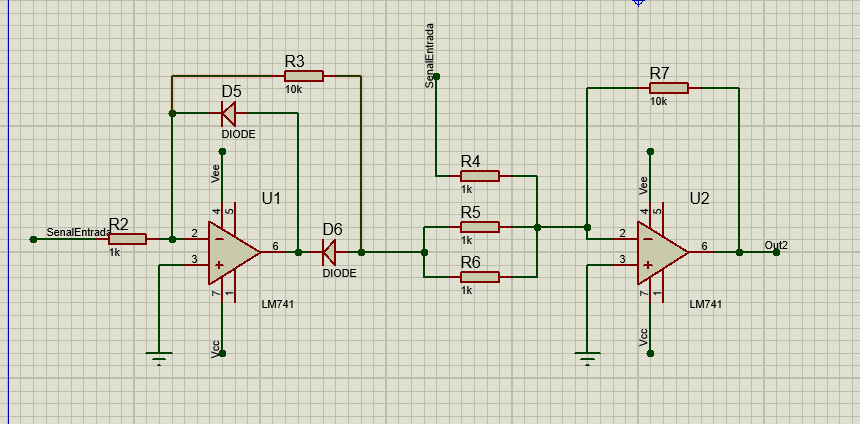 SenalEntrada
R3
10k
D5
DIODE
R7
10k
Vee
4
5
U1
R4
1k
Vee
4
5
U2
SenalEntrada
R2
1k
2
3
6
7
1
LM741
Vcc
D6
DIODE
R5
1k
R6
1k
2
3
6
7
1
LM741
Vcc
Out2